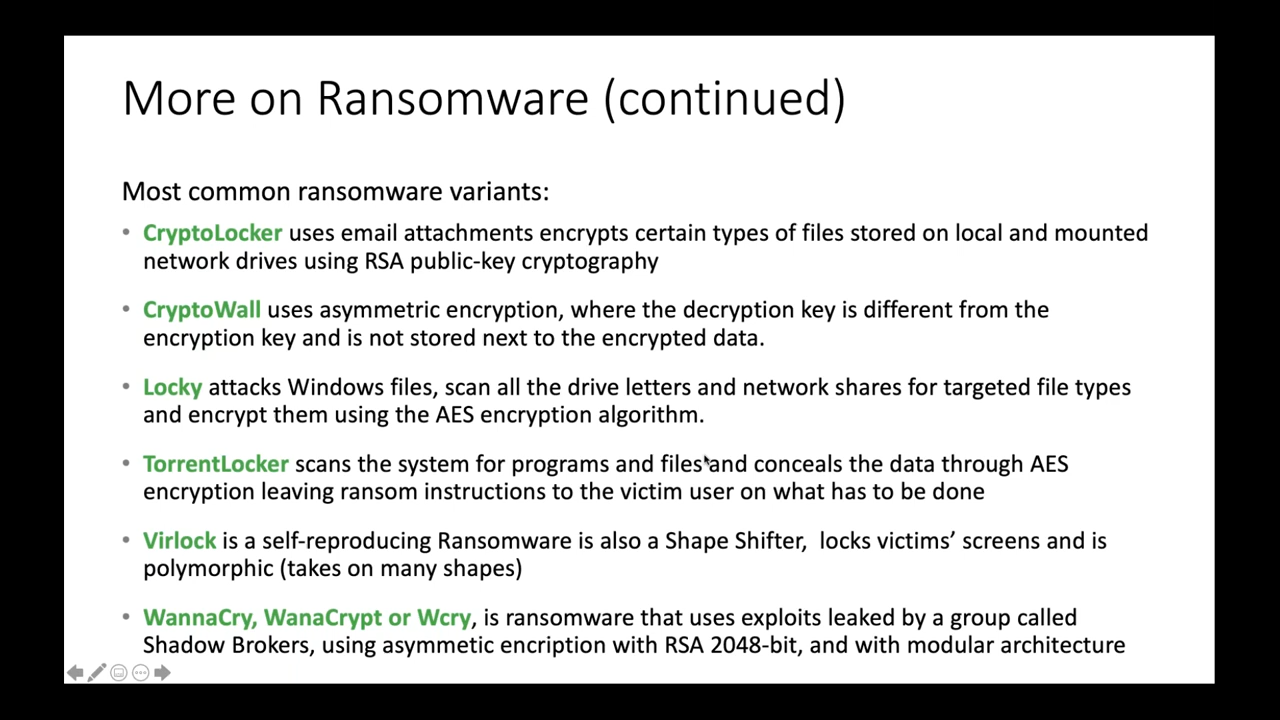 More on Ransomware (continued)
Most common ransomware variants:
• CryptoLocker uses email attachments encrypts certain types of files stored on local and mounted
network drives using RSA public-key cryptography
• CryptoWall uses asymmetric encryption, where the decryption key is different from the
encryption key and is not stored next to the encrypted data.
• Locky attacks Windows files, scan all the drive letters and network shares for targeted file types
and encrypt them using the AES encryption algorithm.
• TorrentLocker scans the system for programs and files and conceals the data through AES
encryption leaving ransom instructions to the victim user on what has to be done
• Virlock is a self-reproducing Ransomware is also a Shape Shifter,  locks victims’ screens and is
polymorphic (takes on many shapes)
• WannaCry, WanaCrypt or Wcry, is ransomware that uses exploits leaked by a group called
Shadow Brokers, using asymmetic encription with RSA 2048-bit, and with modular architecture